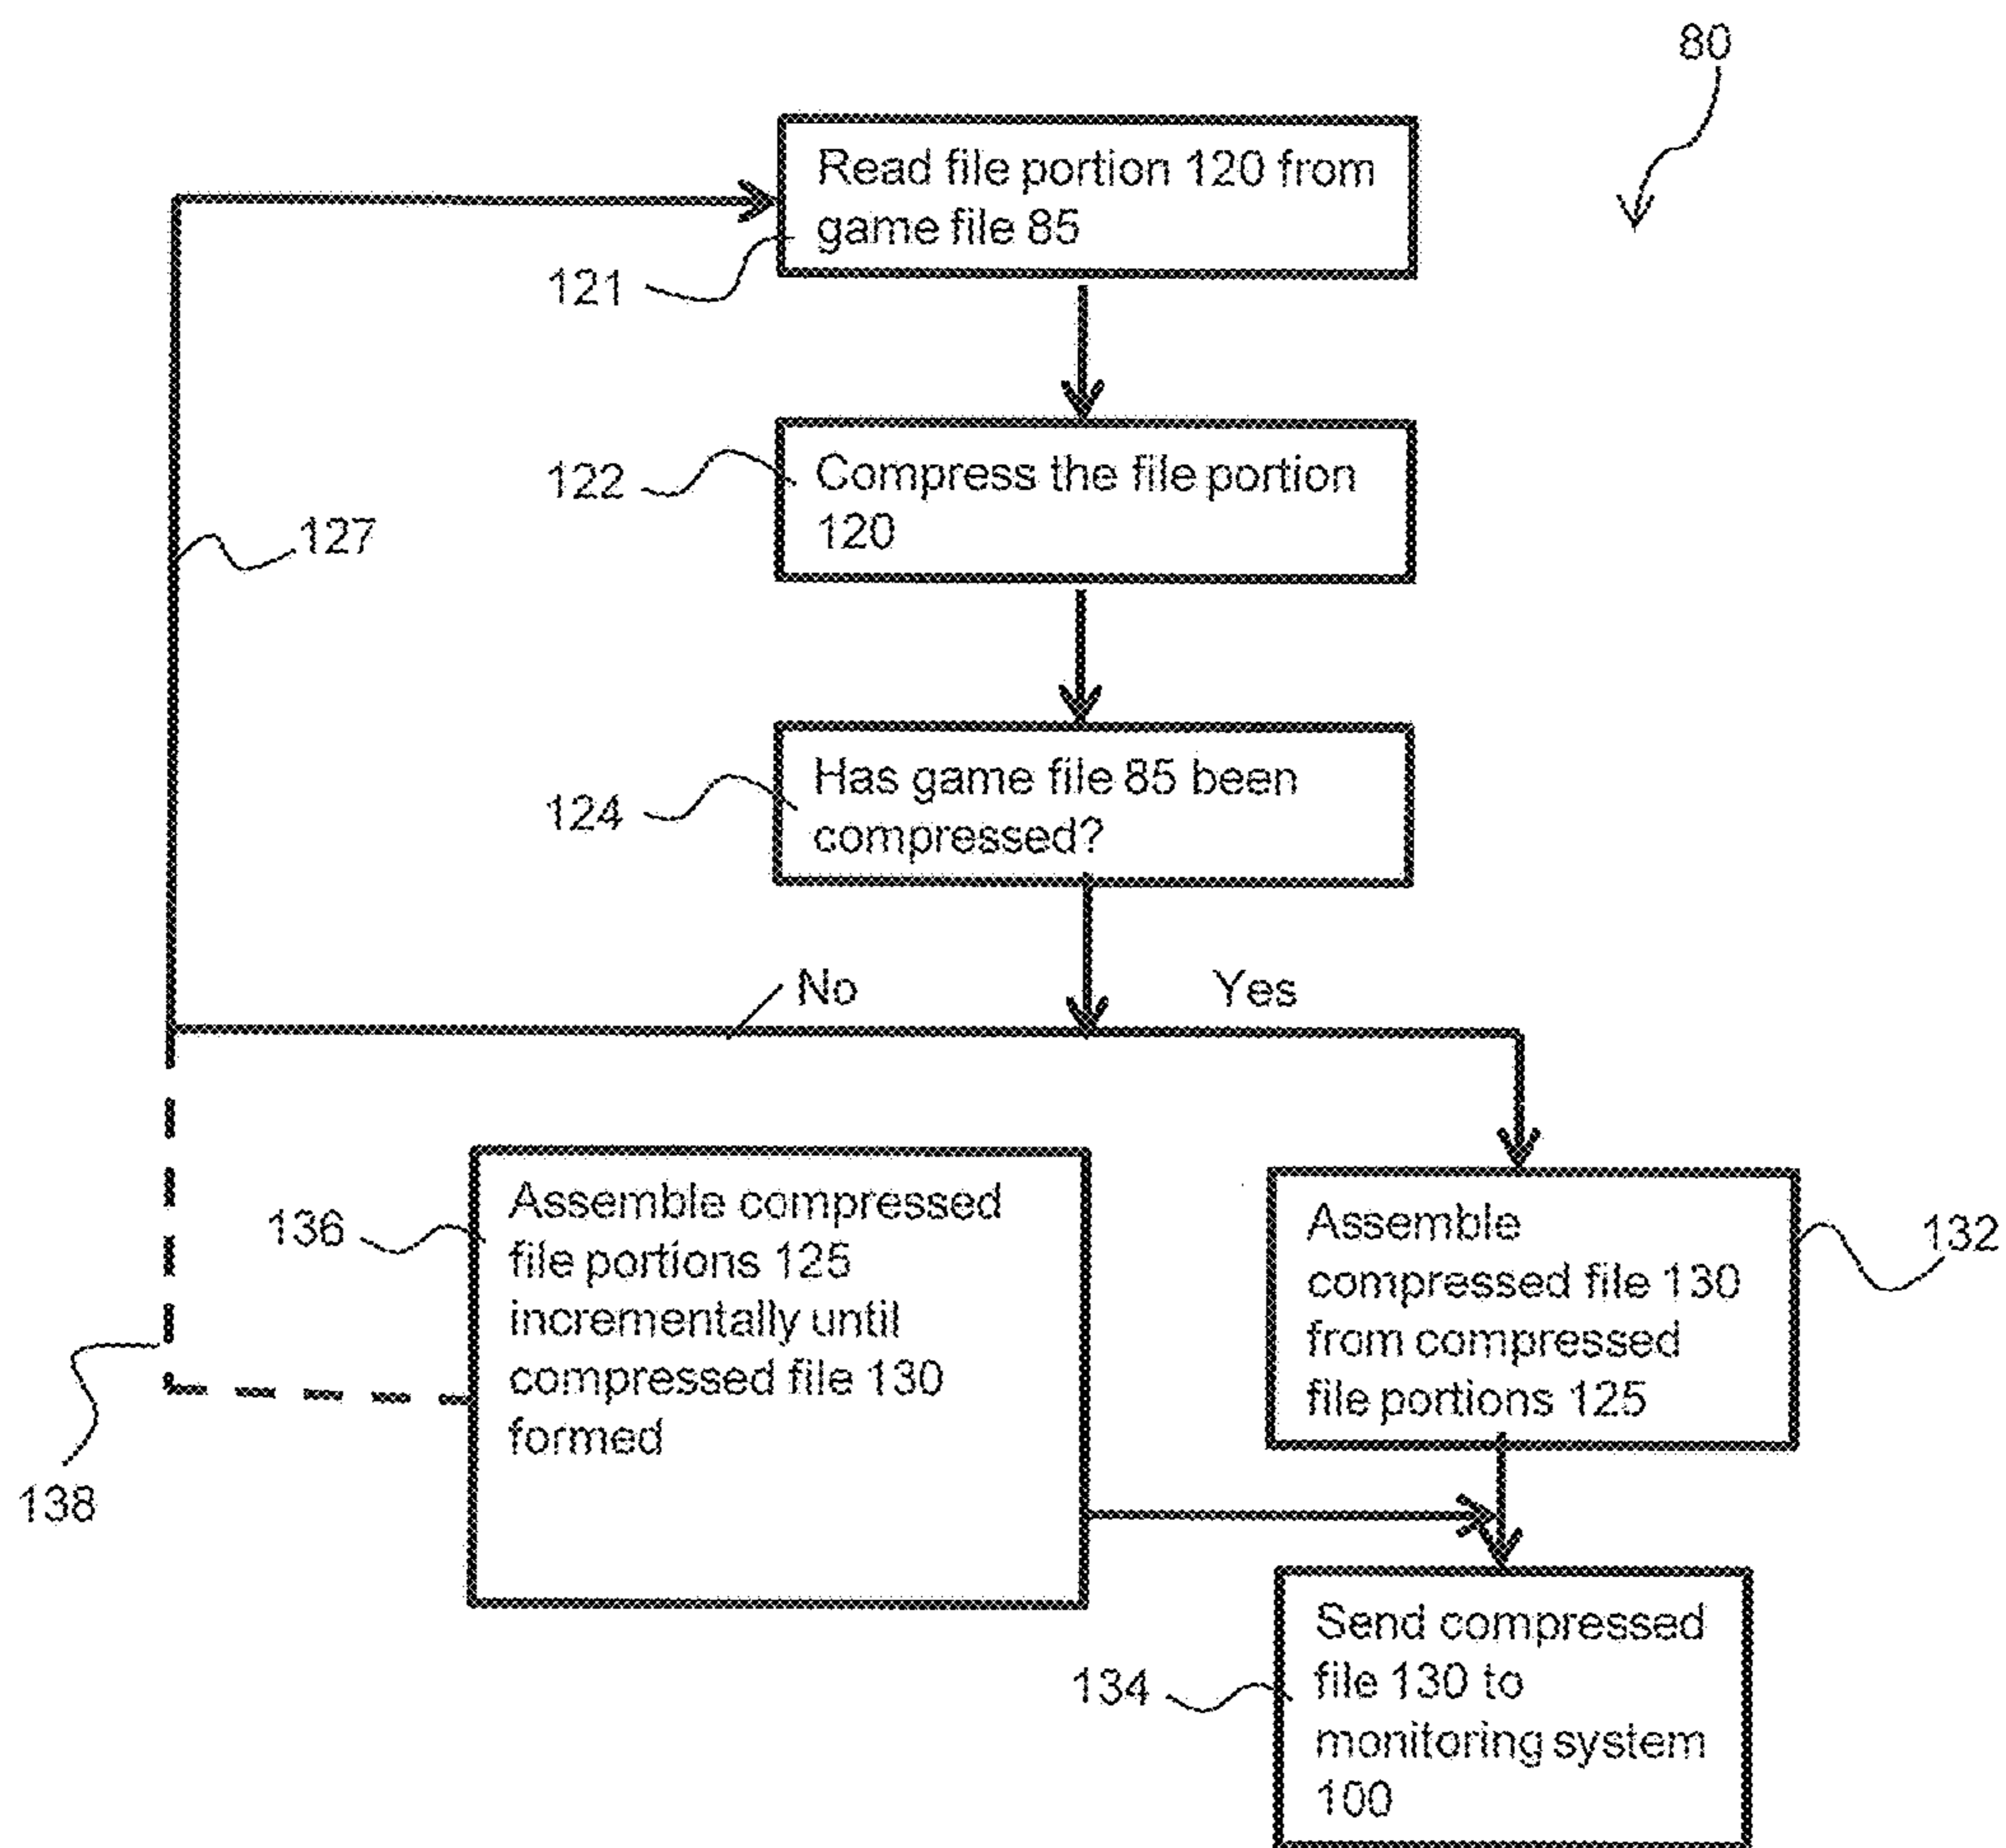 80
Read file portion 120 from
game file 85
121
122
Compress the file portion
120
127
124
Has game file 85 been
compressed?
No
Yes
136
Assemble compressed
file portions 125
incrementally until
compressed file 130
formed
Assemble
compressed file 130
from compressed
file portions 125
132
138
134
Send compressed
file 130 to
monitoring system
100